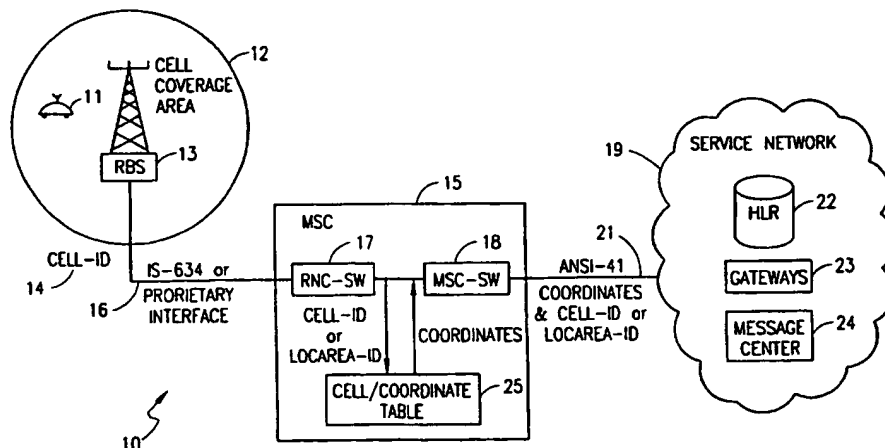 12
CELL
COVERAGE
AREA
11
RBS
13
CELL-ID
14
IS-634 or
PRORIETARY
INTERFACE
16
15
MSC
17
RNC-SW
18
MSC-SW
CELL-ID
or
LOCAREA-ID
COORDINATES
CELL/COORDINATE
TABLE
25
10
21
ANSI-41
COORDINATES
& CELL-ID or
LOCAREA-ID
19
SERVICE NETWORK
HLR
22
GATEWAYS
23
MESSAGE
CENTER
24